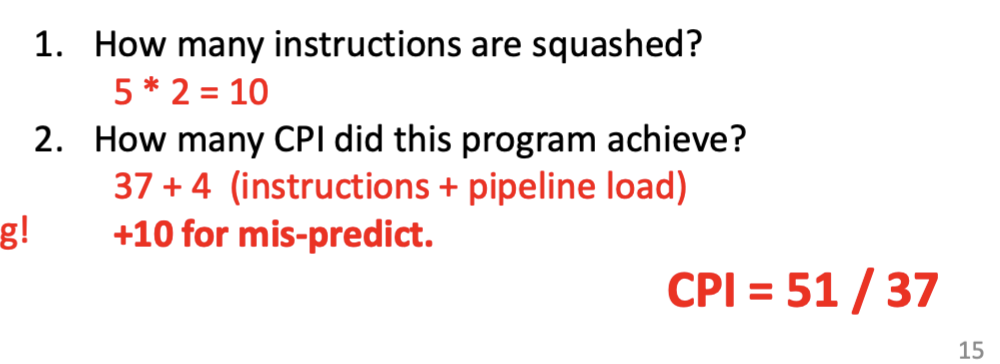 1. How many instructions are squashed?
5 * 2 = 10
2. How many CPI did this program achieve?
37 + 4 (instructions + pipeline load)
g! +10 for mis-predict.
CPI = 51 / 37
15